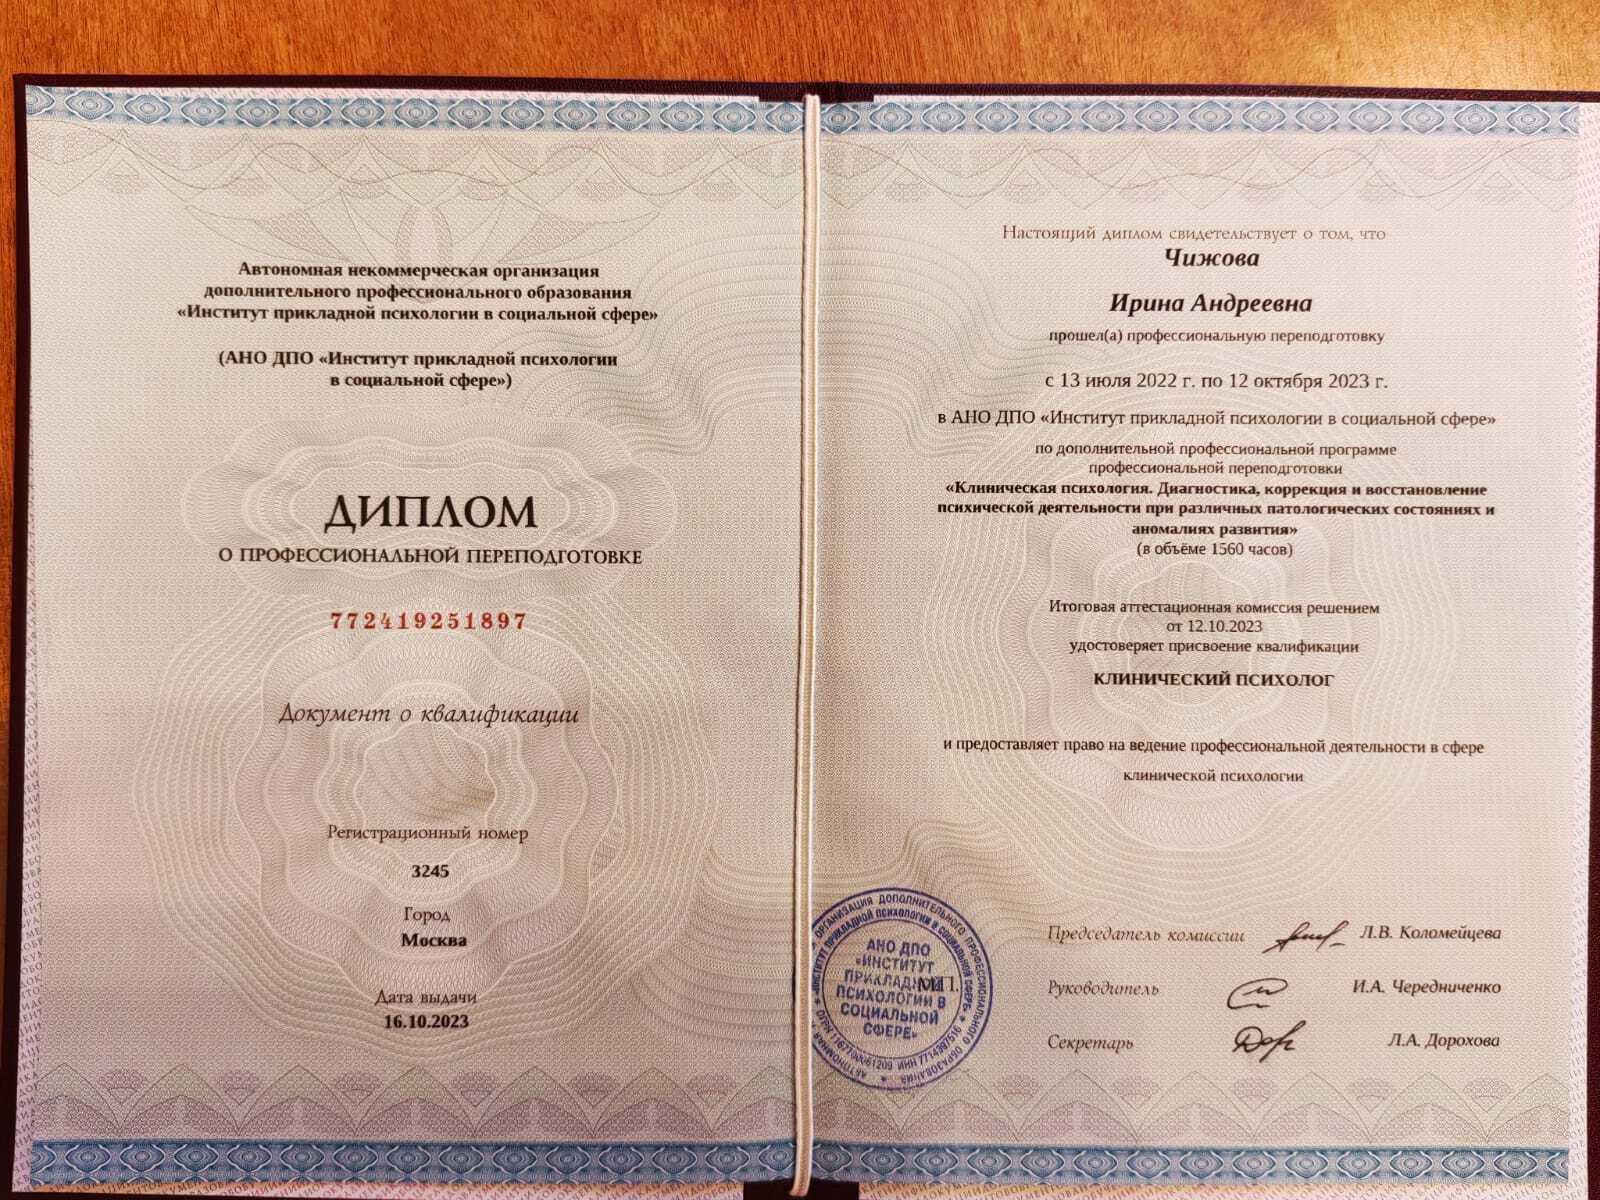 Автономная некоммерческая организация
дополнительного профессионального образования
«Институт прикладной психологии в социальной сфере»
(АНО ДПО «Институт прикладной психологии
в социальной сфере»)
ДИПЛОМ
О ПРОФЕССИОНАЛЬНОЙ ПЕРЕПОДГОТОВКЕ
772419251897
Документ о квалификации
Регистрационный номер
3245
Город
Москва
Дата выдачи
16.10.2023
Настоящий диплом свидетельствует о том, что
Чижова
Ирина Андреевна
прошел(а) профессиональную переподготовку
с 13 июля 2022 г. по 12 октября 2023 г.
в АНО ДПО «Институт прикладной психологии в социальной сфере»
по дополнительной профессиональной программе
профессиональной переподготовки
«Клиническая психология. Диагностика, коррекция и восстановление
психической деятельности при различных патологических состояниях и
аномалиях развития»
(в объёме 1560 часов)
Итоговая аттестационная комиссия решением
от 12.10.2023
удостоверяет присвоение квалификации
КЛИНИЧЕСКИЙ ПСИХОЛОГ
и предоставляет право на ведение профессиональной деятельности в сфере
клинической психологии
Председатель комиссии Л.В. Коломейцева
Руководитель И.А. Чередниченко
Секретарь Л.А. Дорохова
М.П.
АНО ДПО
«ИНСТИТУТ
ПРИКЛАДНОЙ
ПСИХОЛОГИИ В
СОЦИАЛЬНОЙ
СФЕРЕ»